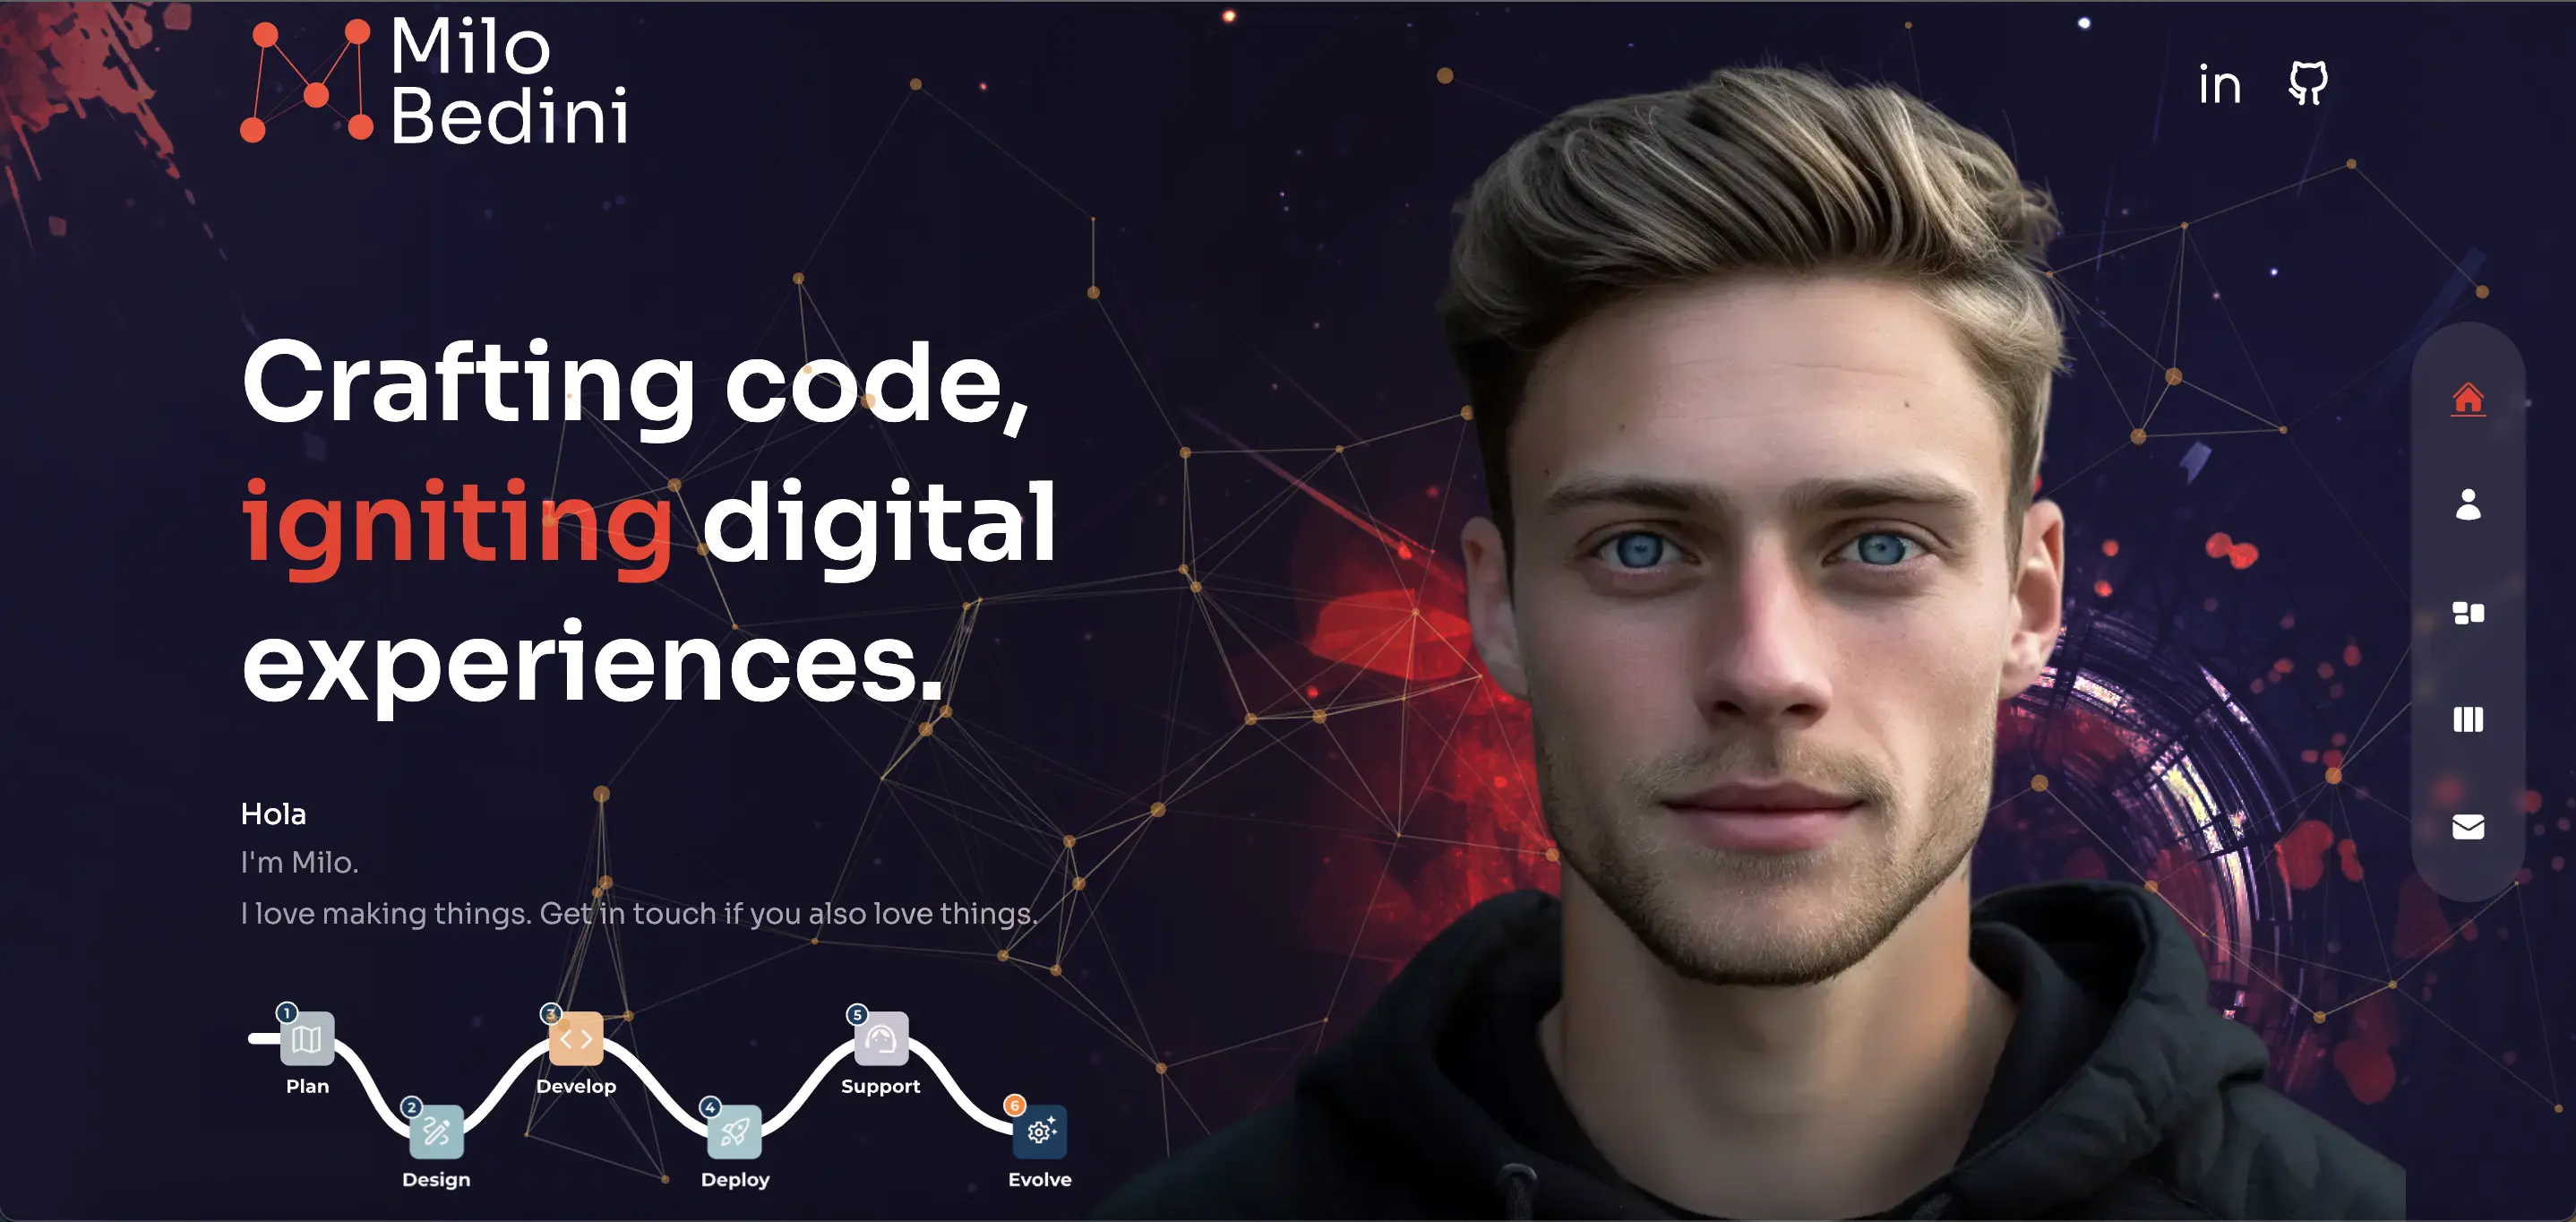 Milo
Bedini
in
Crafting code,
igniting digital
experiences.
Hola
I'm Milo.
I love making things. Get in touch if you also love things.
1
Plan
2
Design
3
Develop
4
Deploy
5
Support
6
Evolve